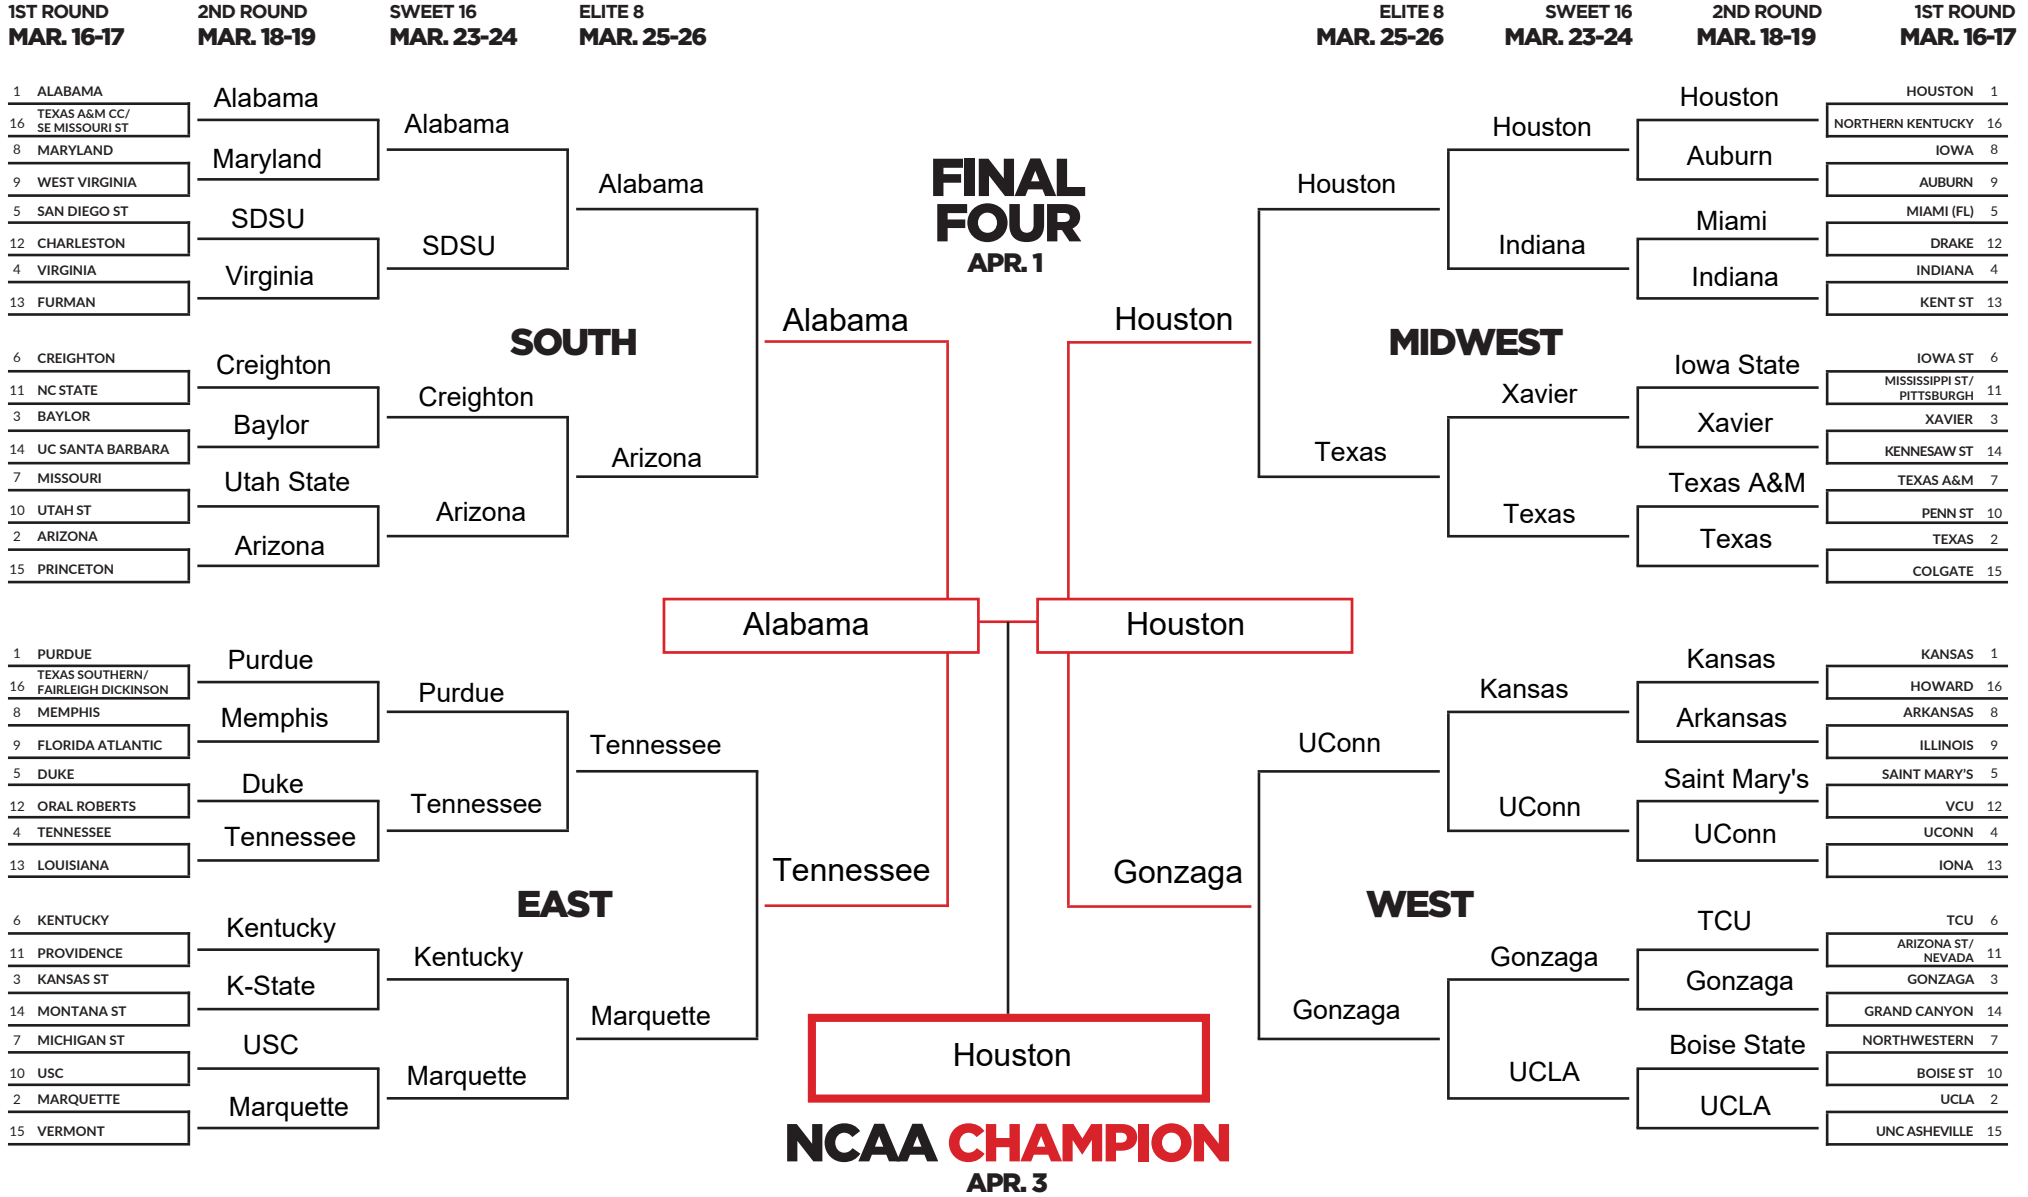 1ST ROUND
MAR. 16-17
2ND ROUND
MAR. 18-19
SWEET 16
MAR. 23-24
ELITE 8
MAR. 25-26
ELITE 8
MAR. 25-26
SWEET 16
MAR. 23-24
2ND ROUND
MAR. 18-19
1ST ROUND
MAR. 16-17
1 ALABAMA
16 TEXAS A&M CC/
SE MISSOURI ST
8 MARYLAND
9 WEST VIRGINIA
5 SAN DIEGO ST
12 CHARLESTON
4 VIRGINIA
13 FURMAN
6 CREIGHTON
11 NC STATE
3 BAYLOR
14 UC SANTA BARBARA
7 MISSOURI
10 UTAH ST
2 ARIZONA
15 PRINCETON
Alabama
Maryland
SDSU
Virginia
Creighton
Baylor
Utah State
Arizona
Alabama
SDSU
Creighton
Arizona
Alabama
Arizona
SOUTH
Alabama
1 PURDUE
16 TEXAS SOUTHERN/
FAIRLEIGH DICKINSON
8 MEMPHIS
9 FLORIDA ATLANTIC
5 DUKE
12 ORAL ROBERTS
4 TENNESSEE
13 LOUISIANA
6 KENTUCKY
11 PROVIDENCE
3 KANSAS ST
14 MONTANA ST
7 MICHIGAN ST
10 USC
2 MARQUETTE
15 VERMONT
Purdue
Memphis
Duke
Tennessee
Kentucky
K-State
USC
Marquette
Purdue
Tennessee
Kentucky
Marquette
Tennessee
Marquette
EAST
Tennessee
FINAL
FOUR
APR. 1
Alabama
Houston
Houston
NCAA CHAMPION
APR. 3
Houston
MIDWEST
Houston
Texas
Houston
Indiana
Xavier
Texas
Houston
Auburn
Miami
Indiana
Iowa State
Xavier
Texas A&M
Texas
HOUSTON 1
NORTHERN KENTUCKY 16
IOWA 8
AUBURN 9
MIAMI (FL) 5
DRAKE 12
INDIANA 4
KENT ST 13
IOWA ST 6
MISSISSIPPI ST/
PITTSBURGH 11
XAVIER 3
KENNESAW ST 14
TEXAS A&M 7
PENN ST 10
TEXAS 2
COLGATE 15
Gonzaga
WEST
UConn
Gonzaga
Kansas
UConn
Gonzaga
UCLA
Kansas
Arkansas
Saint Mary's
UConn
TCU
Gonzaga
Boise State
UCLA
KANSAS 1
HOWARD 16
ARKANSAS 8
ILLINOIS 9
SAINT MARY'S 5
VCU 12
UCONN 4
IONA 13
TCU 6
ARIZONA ST/
NEVADA 11
GONZAGA 3
GRAND CANYON 14
NORTHWESTERN 7
BOISE ST 10
UCLA 2
UNC ASHEVILLE 15